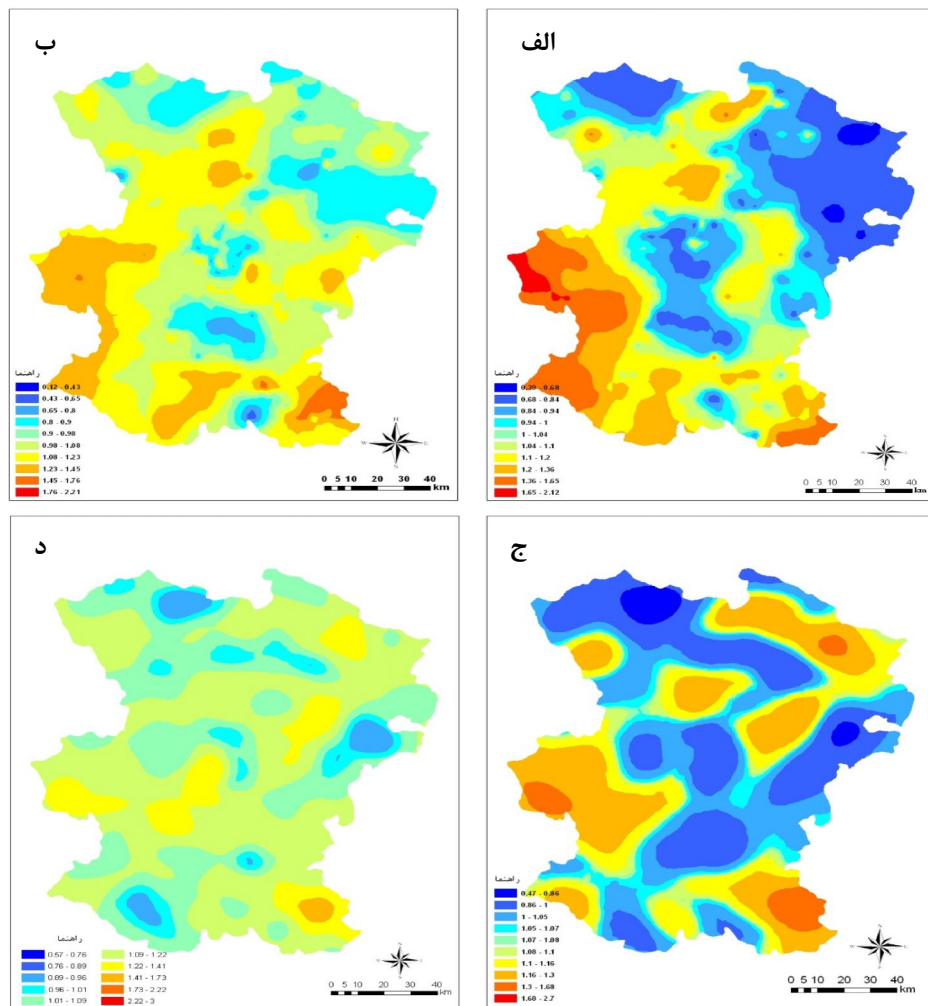 ب
راهنما
0.12 - 0.43
0.43 - 0.65
0.65 - 0.8
0.8 - 0.9
0.9 - 0.98
0.98 - 1.08
1.08 - 1.23
1.23 - 1.45
1.45 - 1.76
1.76 - 2.21
N
W E
S
0 5 10 20 30 40
km
الف
راهنما
0.39 - 0.68
0.68 - 0.84
0.84 - 0.94
0.94 - 1
1 - 1.04
1.04 - 1.1
1.1 - 1.2
1.2 - 1.36
1.36 - 1.65
1.65 - 2.12
N
W E
S
0 5 10 20 30 40
km
د
راهنما
0.57 - 0.76
0.76 - 0.89
0.89 - 0.96
0.96 - 1.01
1.01 - 1.09
1.09 - 1.22
1.22 - 1.41
1.41 - 1.73
1.73 - 2.22
2.22 - 3
N
W E
S
0 5 10 20 30 40
km
ج
راهنما
0.47 - 0.86
0.86 - 1
1 - 1.05
1.05 - 1.07
1.07 - 1.08
1.08 - 1.1
1.1 - 1.16
1.16 - 1.3
1.3 - 1.68
1.68 - 2.7
N
W E
S
0 5 10 20 30 40
km